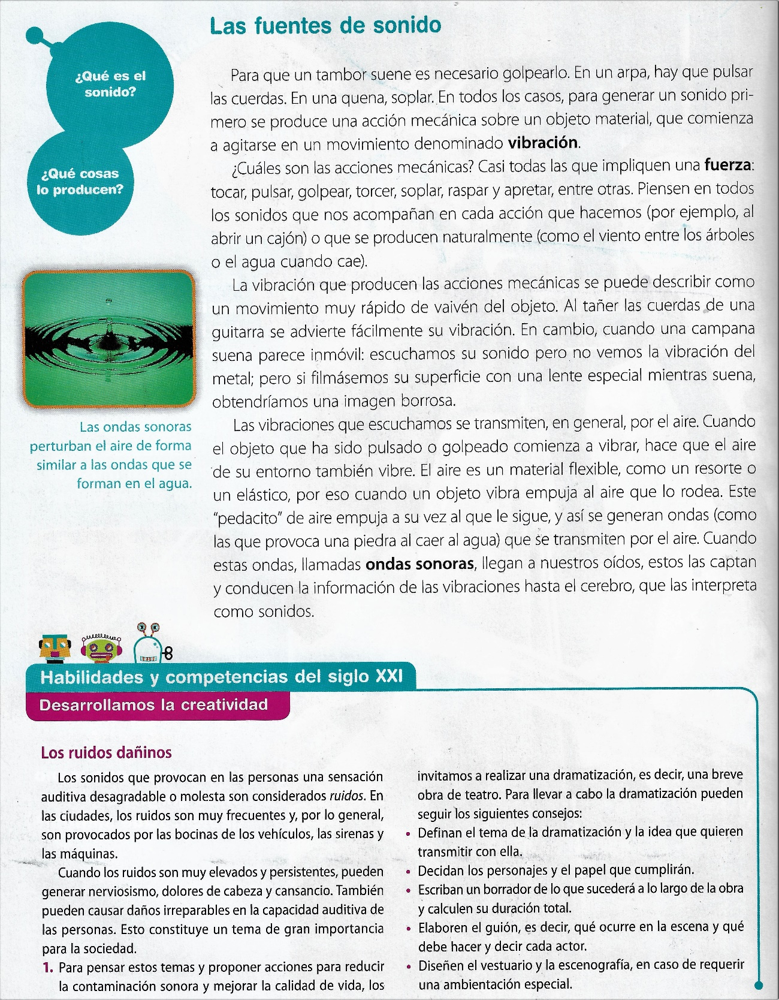 Las fuentes de sonido
¿Qué es el
sonido?
¿Qué cosas
lo producen?
Para que un tambor suene es necesario golpearlo. En un arpa, hay que pulsar
las cuerdas. En una quena, soplar. En todos los casos, para generar un sonido pri-
mero se produce una acción mecánica sobre un objeto material, que comienza
a agitarse en un movimiento denominado vibración.
¿Cuáles son las acciones mecánicas? Casi todas las que impliquen una fuerza:
tocar, pulsar, golpear, torcer, soplar, raspar y apretar, entre otras. Piensen en todos
los sonidos que nos acompañan en cada acción que hacemos (por ejemplo, al
abrir un cajón) o que se producen naturalmente (como el viento entre los árboles
o el agua cuando cae).
La vibración que producen las acciones mecánicas se puede describir como
un movimiento muy rápido de vaivén del objeto. Al tañer las cuerdas de una
guitarra se advierte fácilmente su vibración. En cambio, cuando una campana
suena parece inmóvil: escuchamos su sonido pero no vemos la vibración del
metal; pero si filmásemos su superficie con una lente especial mientras suena,
obtendríamos una imagen borrosa.
Las vibraciones que escuchamos se transmiten, en general, por el aire. Cuando
el objeto que ha sido pulsado o golpeado comienza a vibrar, hace que el aire
de su entorno también vibre. El aire es un material flexible, como un resorte o
un elástico, por eso cuando un objeto vibra empuja al aire que lo rodea. Este
"pedacito" de aire empuja a su vez al que le sigue, y así se generan ondas (como
las que provoca una piedra al caer al agua) que se transmiten por el aire. Cuando
estas ondas, llamadas ondas sonoras, llegan a nuestros oídos, estos las captan
y conducen la información de las vibraciones hasta el cerebro, que las interpreta
como sonidos.
Las ondas sonoras
perturban el aire de forma
similar a las ondas que se
forman en el agua.
Habilidades y competencias del siglo XXI
Desarrollamos la creatividad
Los ruidos dañinos
Los sonidos que provocan en las personas una sensación
auditiva desagradable o molesta son considerados ruidos. En
las ciudades, los ruidos son muy frecuentes y, por lo general,
son provocados por las bocinas de los vehículos, las sirenas y
las máquinas.
Cuando los ruidos son muy elevados y persistentes, pueden
generar nerviosismo, dolores de cabeza y cansancio. También
pueden causar daños irreparables en la capacidad auditiva de
las personas. Esto constituye un tema de gran importancia
para la sociedad.
1. Para pensar estos temas y proponer acciones para reducir
la contaminación sonora y mejorar la calidad de vida, los
invitamos a realizar una dramatización, es decir, una breve
obra de teatro. Para llevar a cabo la dramatización pueden
seguir los siguientes consejos:
• Definan el tema de la dramatización y la idea que quieren
transmitir con ella.
• Decidan los personajes y el papel que cumplirán.
• Escriban un borrador de lo que sucederá a lo largo de la obra
y calculen su duración total.
• Elaboren el guión, es decir, qué ocurre en la escena y qué
debe hacer y decir cada actor.
• Diseñen el vestuario y la escenografía, en caso de requerir
una ambientación especial.